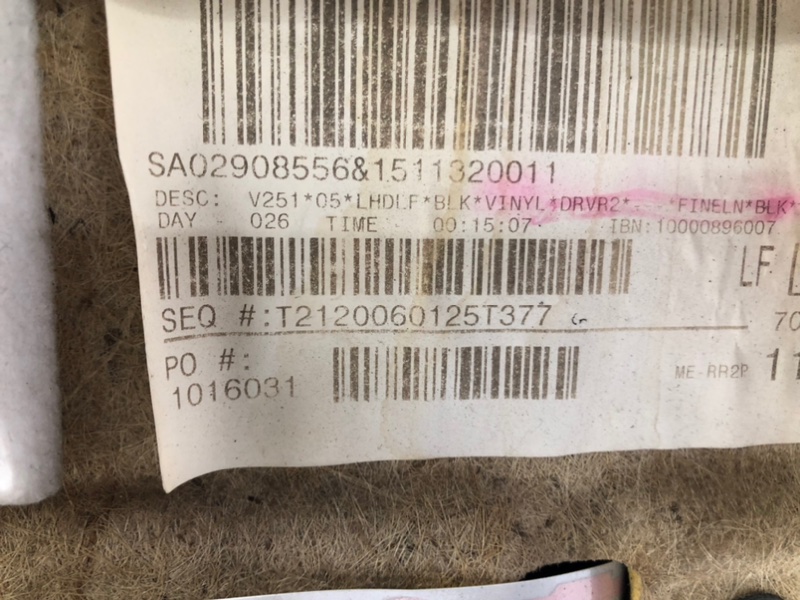 SA02908556&1511320011
DESC: V251*05*LHDLF*BLK*VINYL*DRVR2*- *FINELN*BLK*
DAY - 026 TIME 00:15:07 IBN:10000896007
LF
SEQ #:T2120060125T377
70
PO #:
1016031
ME-RR2P 11